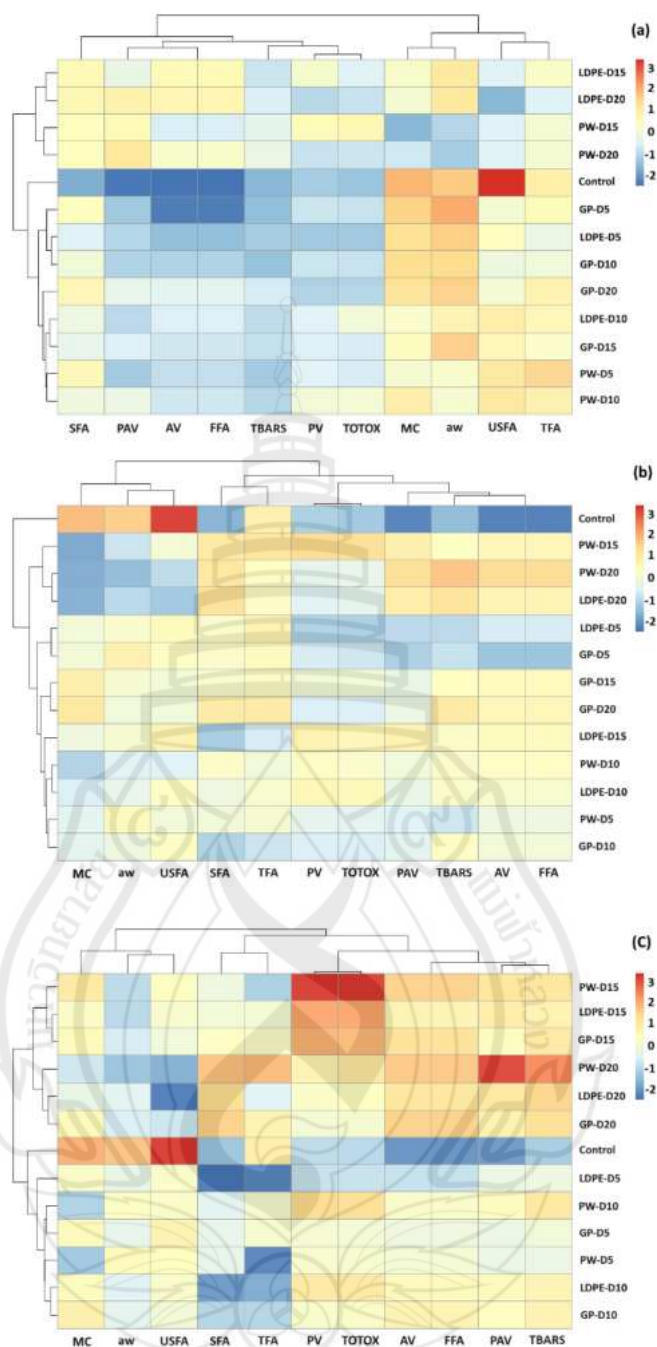 (a)
3
2
1
0
-1
-2
LDPE-D15
LDPE-D20
PW-D15
PW-D20
Control
GP-D5
LDPE-D5
GP-D10
GP-D20
LDPE-D10
GP-D15
PW-D5
PW-D10
SFA PAV AV FFA TBARS PV TOTOX MC aw USFA TFA
(b)
3
2
1
0
-1
-2
Control
PW-D15
PW-D20
LDPE-D20
LDPE-D5
GP-D5
GP-D15
GP-D20
LDPE-D15
PW-D10
LDPE-D10
PW-D5
GP-D10
MC aw USFA SFA TFA PV TOTOX PAV TBARS AV FFA
(C)
3
2
1
0
-1
-2
PW-D15
LDPE-D15
GP-D15
PW-D20
LDPE-D20
GP-D20
Control
LDPE-D5
PW-D10
GP-D5
PW-D5
LDPE-D10
GP-D10
MC aw USFA SFA TFA PV TOTOX AV FFA PAV TBARS